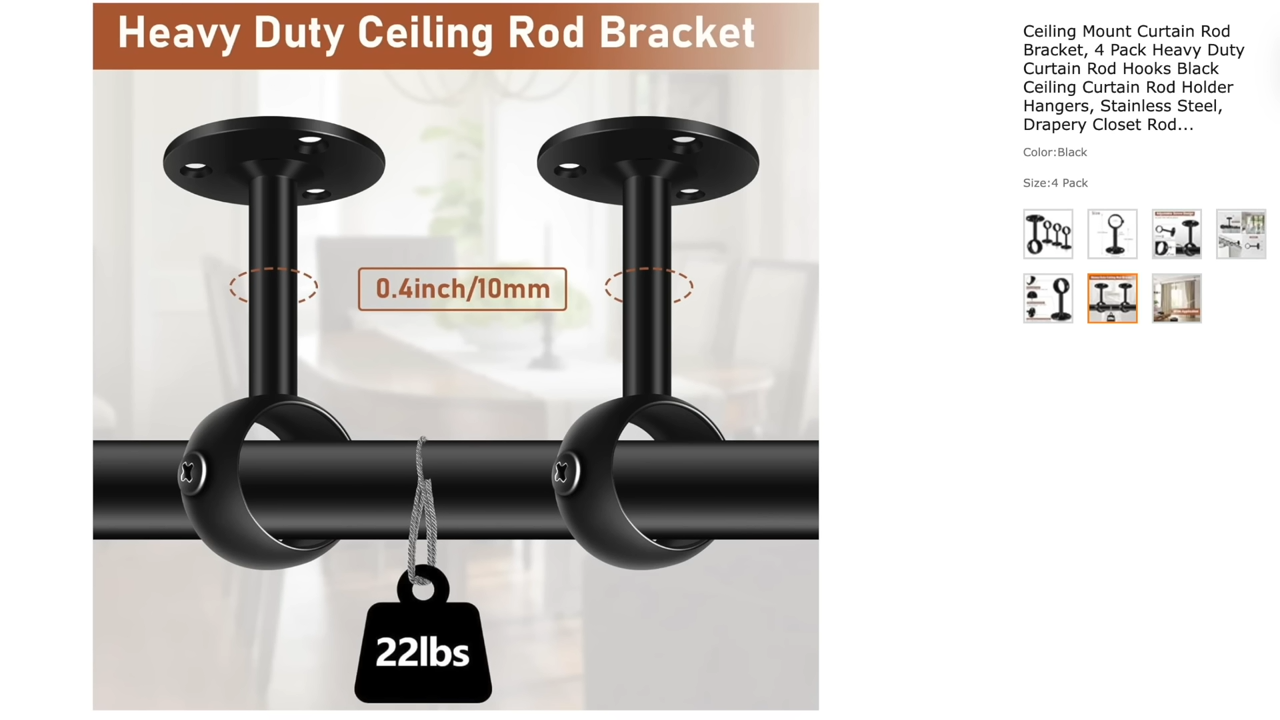 Heavy Duty Ceiling Rod Bracket
0.4inch/10mm
22lbs
Ceiling Mount Curtain Rod
Bracket, 4 Pack Heavy Duty
Curtain Rod Hooks Black
Ceiling Curtain Rod Holder
Hangers, Stainless Steel,
Drapery Closet Rod...
Color:Black
Size:4 Pack